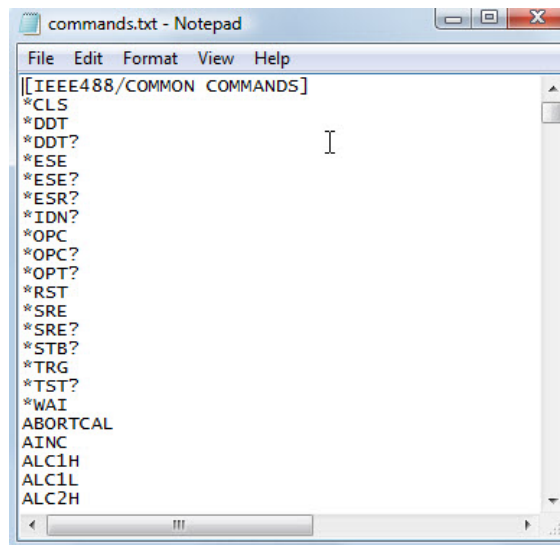 commands.txt - Notepad
File Edit Format View Help
[IEEE488/COMMON COMMANDS]
*CLS
*DDT
*DDT?
*ESE
*ESE?
*ESR?
*IDN?
*OPC
*OPC?
*OPT?
*RST
*SRE
*SRE?
*STB?
*TRG
*TST?
*WAI
ABORTCAL
AINC
ALC1H
ALC1L
ALC2H